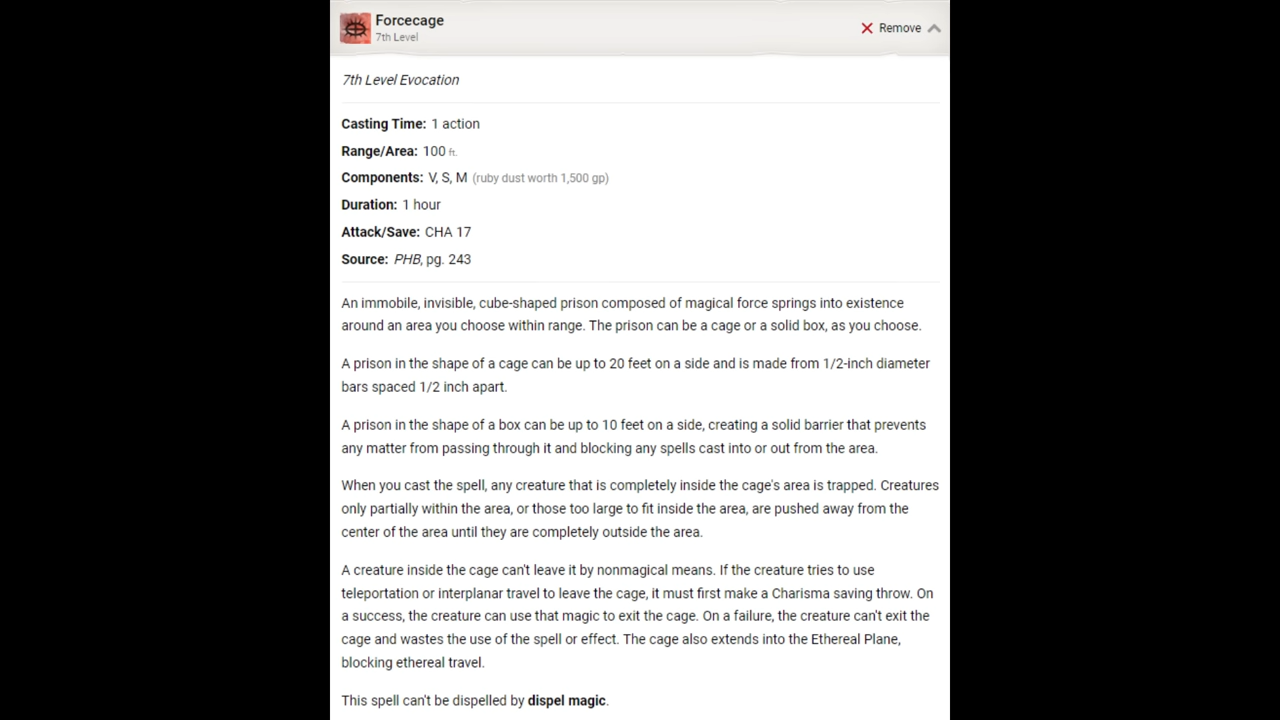 Forcecage
7th Level
Remove
7th Level Evocation
Casting Time: 1 action
Range/Area: 100 ft.
Components: V, S, M (ruby dust worth 1,500 gp)
Duration: 1 hour
Attack/Save: CHA 17
Source: PHB, pg. 243
An immobile, invisible, cube-shaped prison composed of magical force springs into existence
around an area you choose within range. The prison can be a cage or a solid box, as you choose.
A prison in the shape of a cage can be up to 20 feet on a side and is made from 1/2-inch diameter
bars spaced 1/2 inch apart.
A prison in the shape of a box can be up to 10 feet on a side, creating a solid barrier that prevents
any matter from passing through it and blocking any spells cast into or out from the area.
When you cast the spell, any creature that is completely inside the cage's area is trapped. Creatures
only partially within the area, or those too large to fit inside the area, are pushed away from the
center of the area until they are completely outside the area.
A creature inside the cage can't leave it by nonmagical means. If the creature tries to use
teleportation or interplanar travel to leave the cage, it must first make a Charisma saving throw. On
a success, the creature can use that magic to exit the cage. On a failure, the creature can't exit the
cage and wastes the use of the spell or effect. The cage also extends into the Ethereal Plane,
blocking ethereal travel.
This spell can't be dispelled by dispel magic.